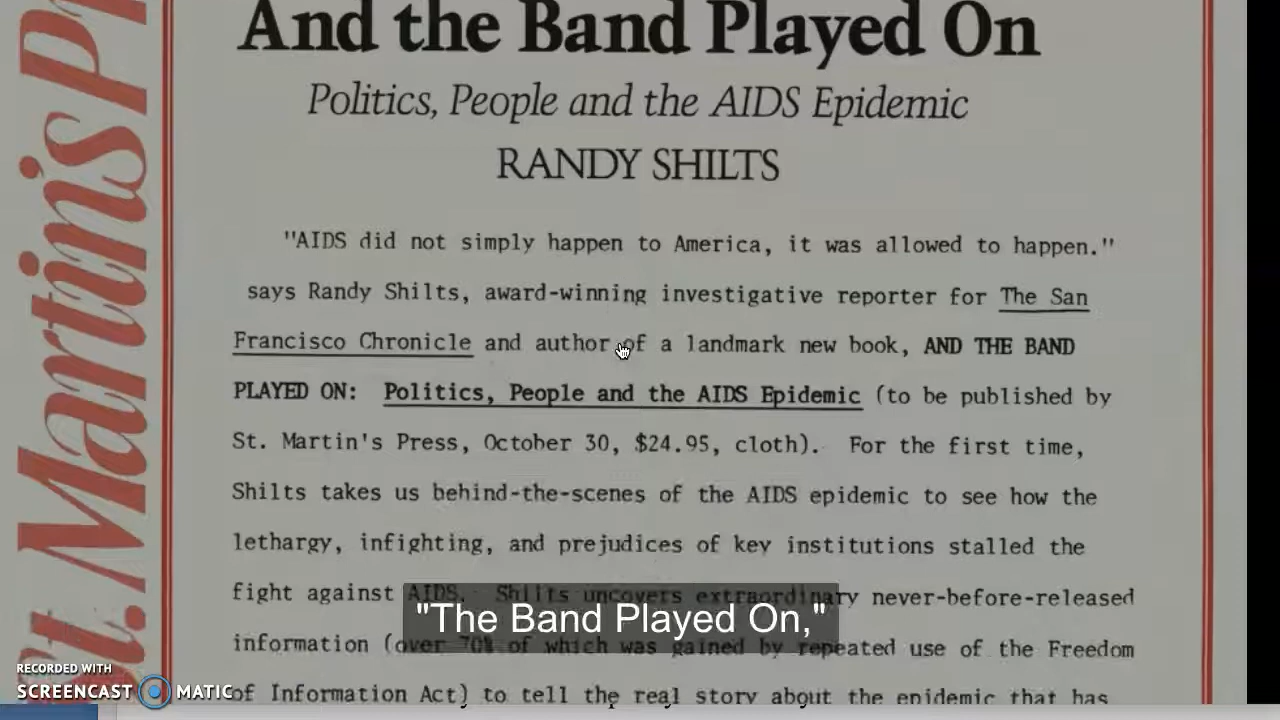 St. Martin's Pr
And the Band Played On
Politics, People and the AIDS Epidemic
RANDY SHILTS
"AIDS did not simply happen to America, it was allowed to happen."
says Randy Shilts, award-winning investigative reporter for The San
Francisco Chronicle and author of a landmark new book, AND THE BAND
PLAYED ON: Politics, People and the AIDS Epidemic (to be published by
St. Martin's Press, October 30, $24.95, cloth). For the first time,
Shilts takes us behind-the-scenes of the AIDS epidemic to see how the
lethargy, infighting, and prejudices of key institutions stalled the
fight against AIDS. Shilts uncovers extraordinary never-before-released
"The Band Played On,"
information (over 70% of which was gained by repeated use of the Freedom
of Information Act) to tell the real story about the epidemic that has
RECORDED WITH
SCREENCAST MATIC